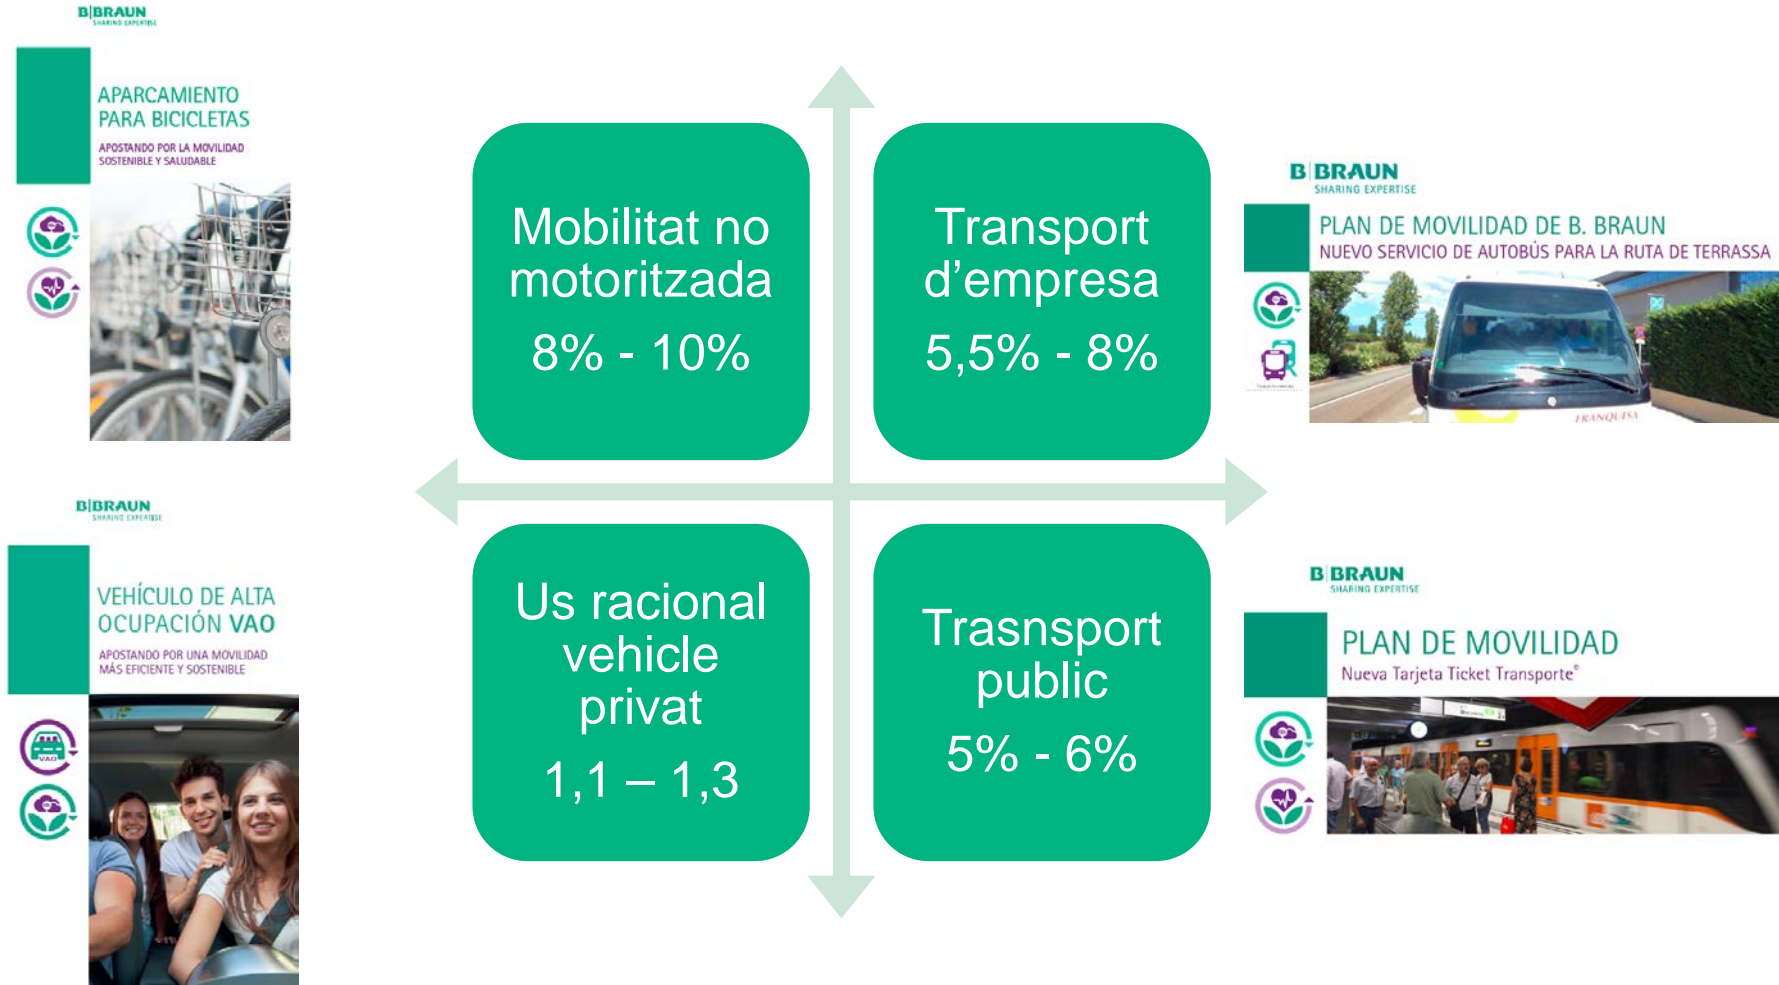 B|BRAUN
SHARING EXPERTISE
APARCAMIENTO
PARA BICICLETAS
APOSTANDO POR LA MOVILIDAD
SOSTENIBLE Y SALUDABLE
B|BRAUN
SHARING EXPERTISE
VEHÍCULO DE ALTA
OCUPACIÓN VAO
APOSTANDO POR UNA MOVILIDAD
MÁS EFICIENTE Y SOSTENIBLE
VAO
Mobilitat no
motoritzada
8% - 10%
Transport
d’empresa
5,5% - 8%
Us racional
vehicle
privat
1,1 – 1,3
Trasnsport
public
5% - 6%
B|BRAUN
SHARING EXPERTISE
PLAN DE MOVILIDAD DE B. BRAUN
NUEVO SERVICIO DE AUTOBÚS PARA LA RUTA DE TERRASSA
FRANQUESA
B|BRAUN
SHARING EXPERTISE
PLAN DE MOVILIDAD
Nueva Tarjeta Ticket Transporte®